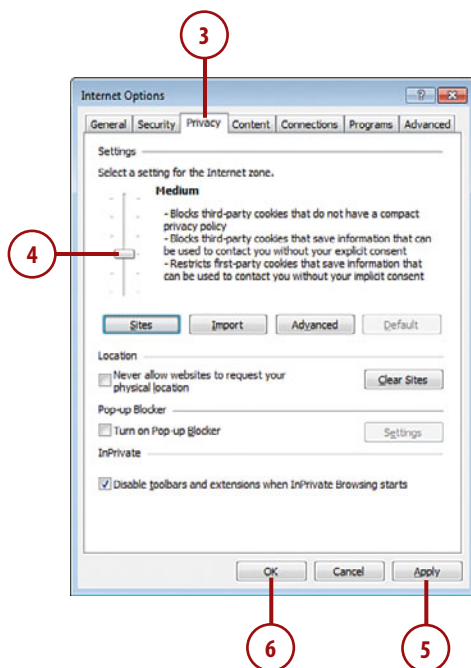 3
Internet Options
General Security Privacy Content Connections Programs Advanced
Settings
Select a setting for the Internet zone.
Medium
- Blocks third-party cookies that do not have a compact
privacy policy
- Blocks third-party cookies that save information that can
be used to contact you without your explicit consent
- Restricts first-party cookies that save information that
can be used to contact you without your implicit consent
4
Sites Import Advanced Default
Location
Never allow websites to request your
physical location
Clear Sites
Pop-up Blocker
Turn on Pop-up Blocker
Settings
InPrivate
Disable toolbars and extensions when InPrivate Browsing starts
OK Cancel Apply
6 5